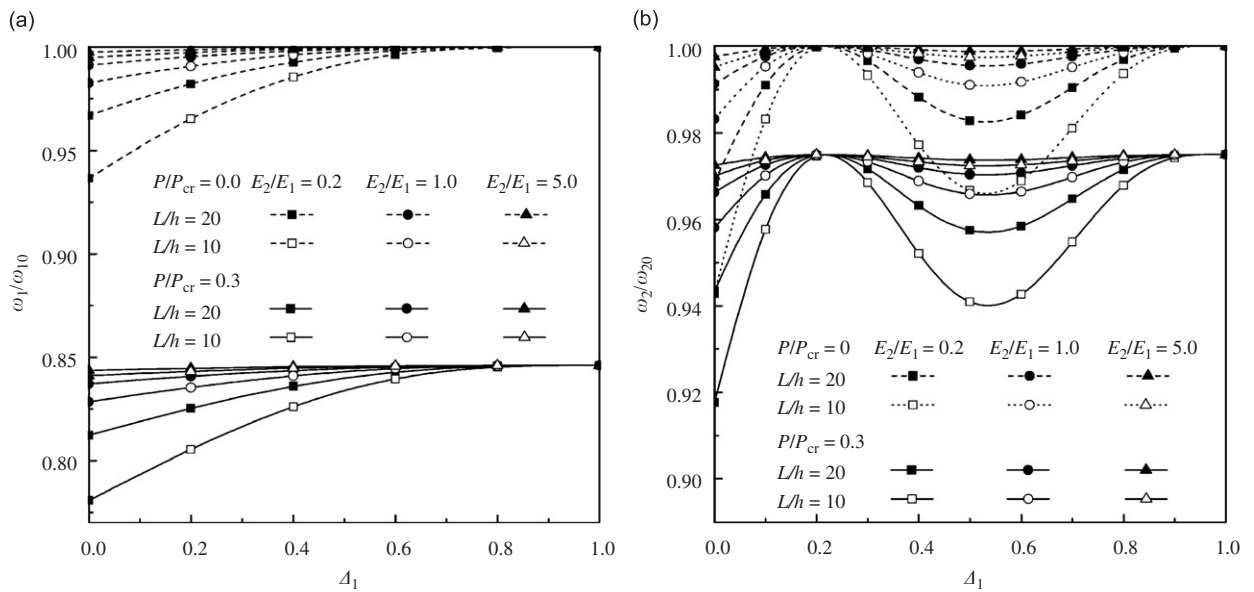 (a)
1.00
0.95
0.90
0.85
0.80
ω₁/ω₁₀
P/P_cr = 0.0 E₂/E₁ = 0.2 E₂/E₁ = 1.0 E₂/E₁ = 5.0
L/h = 20
L/h = 10
P/P_cr = 0.3
L/h = 20
L/h = 10
0.0 0.2 0.4 0.6 0.8 1.0
Δ₁
(b)
1.00
0.98
0.96
0.94
0.92
0.90
ω₂/ω₂₀
P/P_cr = 0 E₂/E₁ = 0.2 E₂/E₁ = 1.0 E₂/E₁ = 5.0
L/h = 20
L/h = 10
P/P_cr = 0.3
L/h = 20
L/h = 10
0.0 0.2 0.4 0.6 0.8 1.0
Δ₁